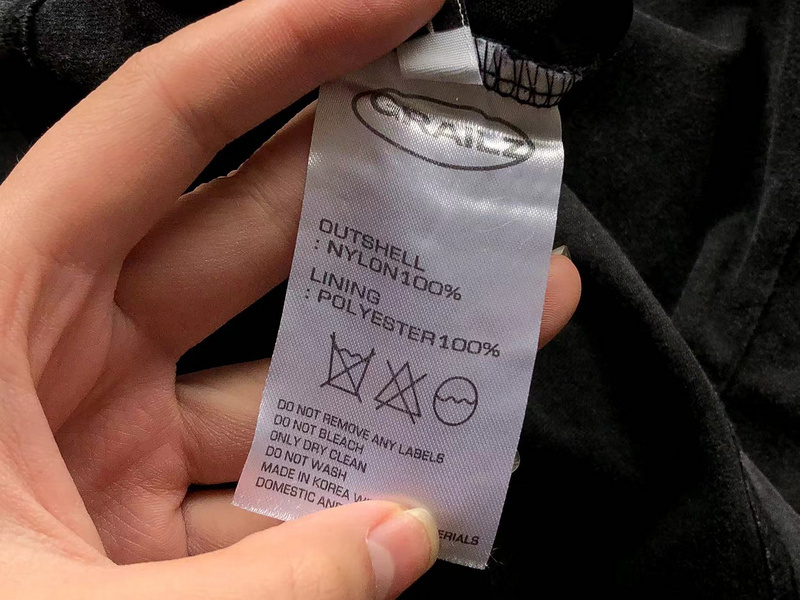 GRAILZ
OUTSHELL
: NYLON100%
LINING
: POLYESTER100%
DO NOT REMOVE ANY LABELS
DO NOT BLEACH
ONLY DRY CLEAN
DO NOT WASH
MADE IN KOREA
DOMESTIC